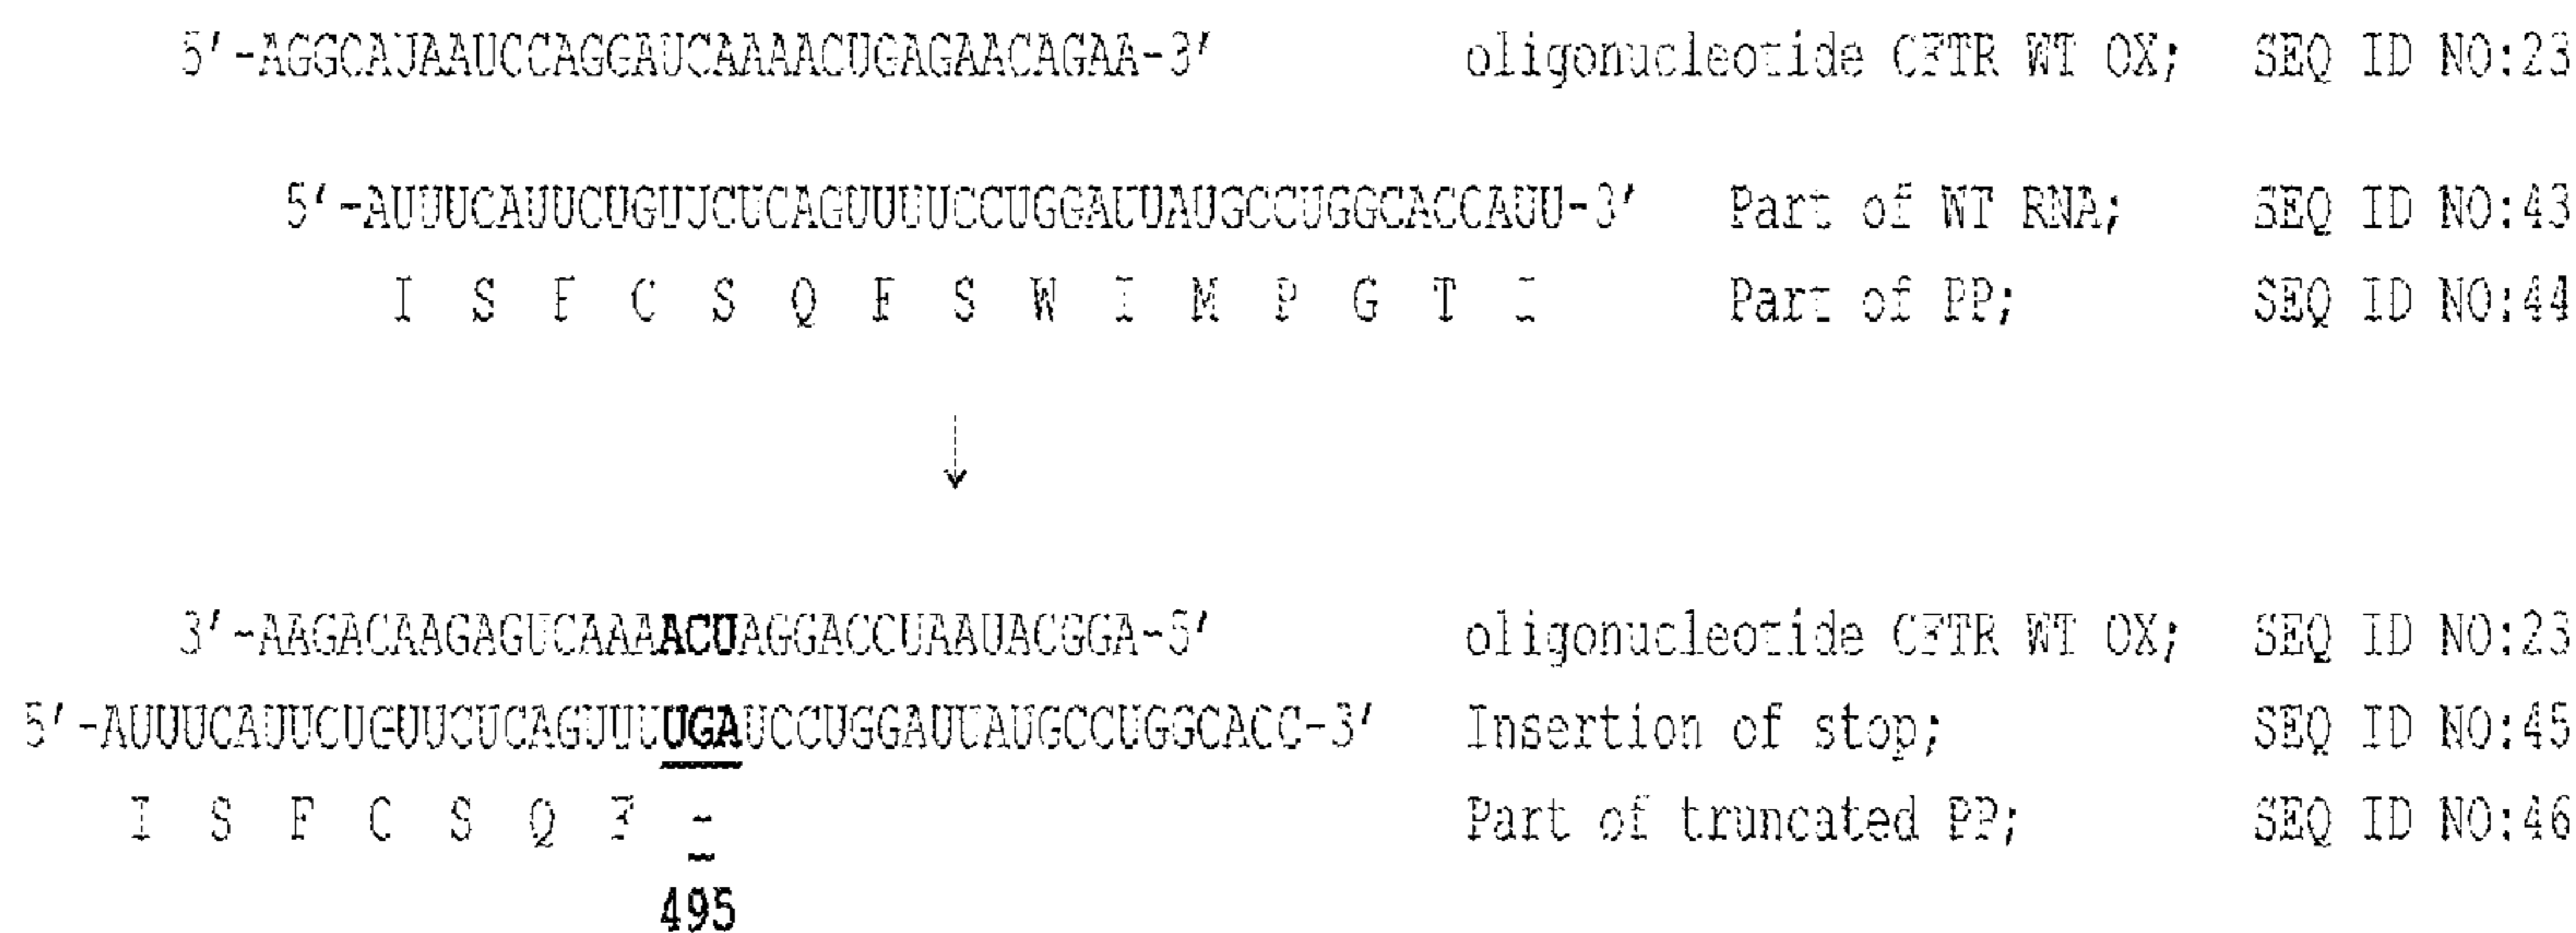 5'-AGGCAUAAUCCAGGAUCAAAACUGAGAACAGAA-3' oligonucleotide CFTR WT OX; SEQ ID NO:23
5'-AUUUCAUUCUGUUCUCAGUUUUCCUGGAUUAUGCCUGGCACCAUU-3' Part of WT RNA; SEQ ID NO:43
I S F C S Q F S W I M P G T I Part of PP; SEQ ID NO:44
↓
3'-AAGACAAGAGUCAAAACUAGGACCUAAUACGGA-5' oligonucleotide CFTR WT OX; SEQ ID NO:23
5'-AUUUCAUUCUGUUCUCAGUUUUGAUCCUGGAUUAUGCCUGGCACC-3' Insertion of stop; SEQ ID NO:45
I S F C S Q F - Part of truncated PP; SEQ ID NO:46
495